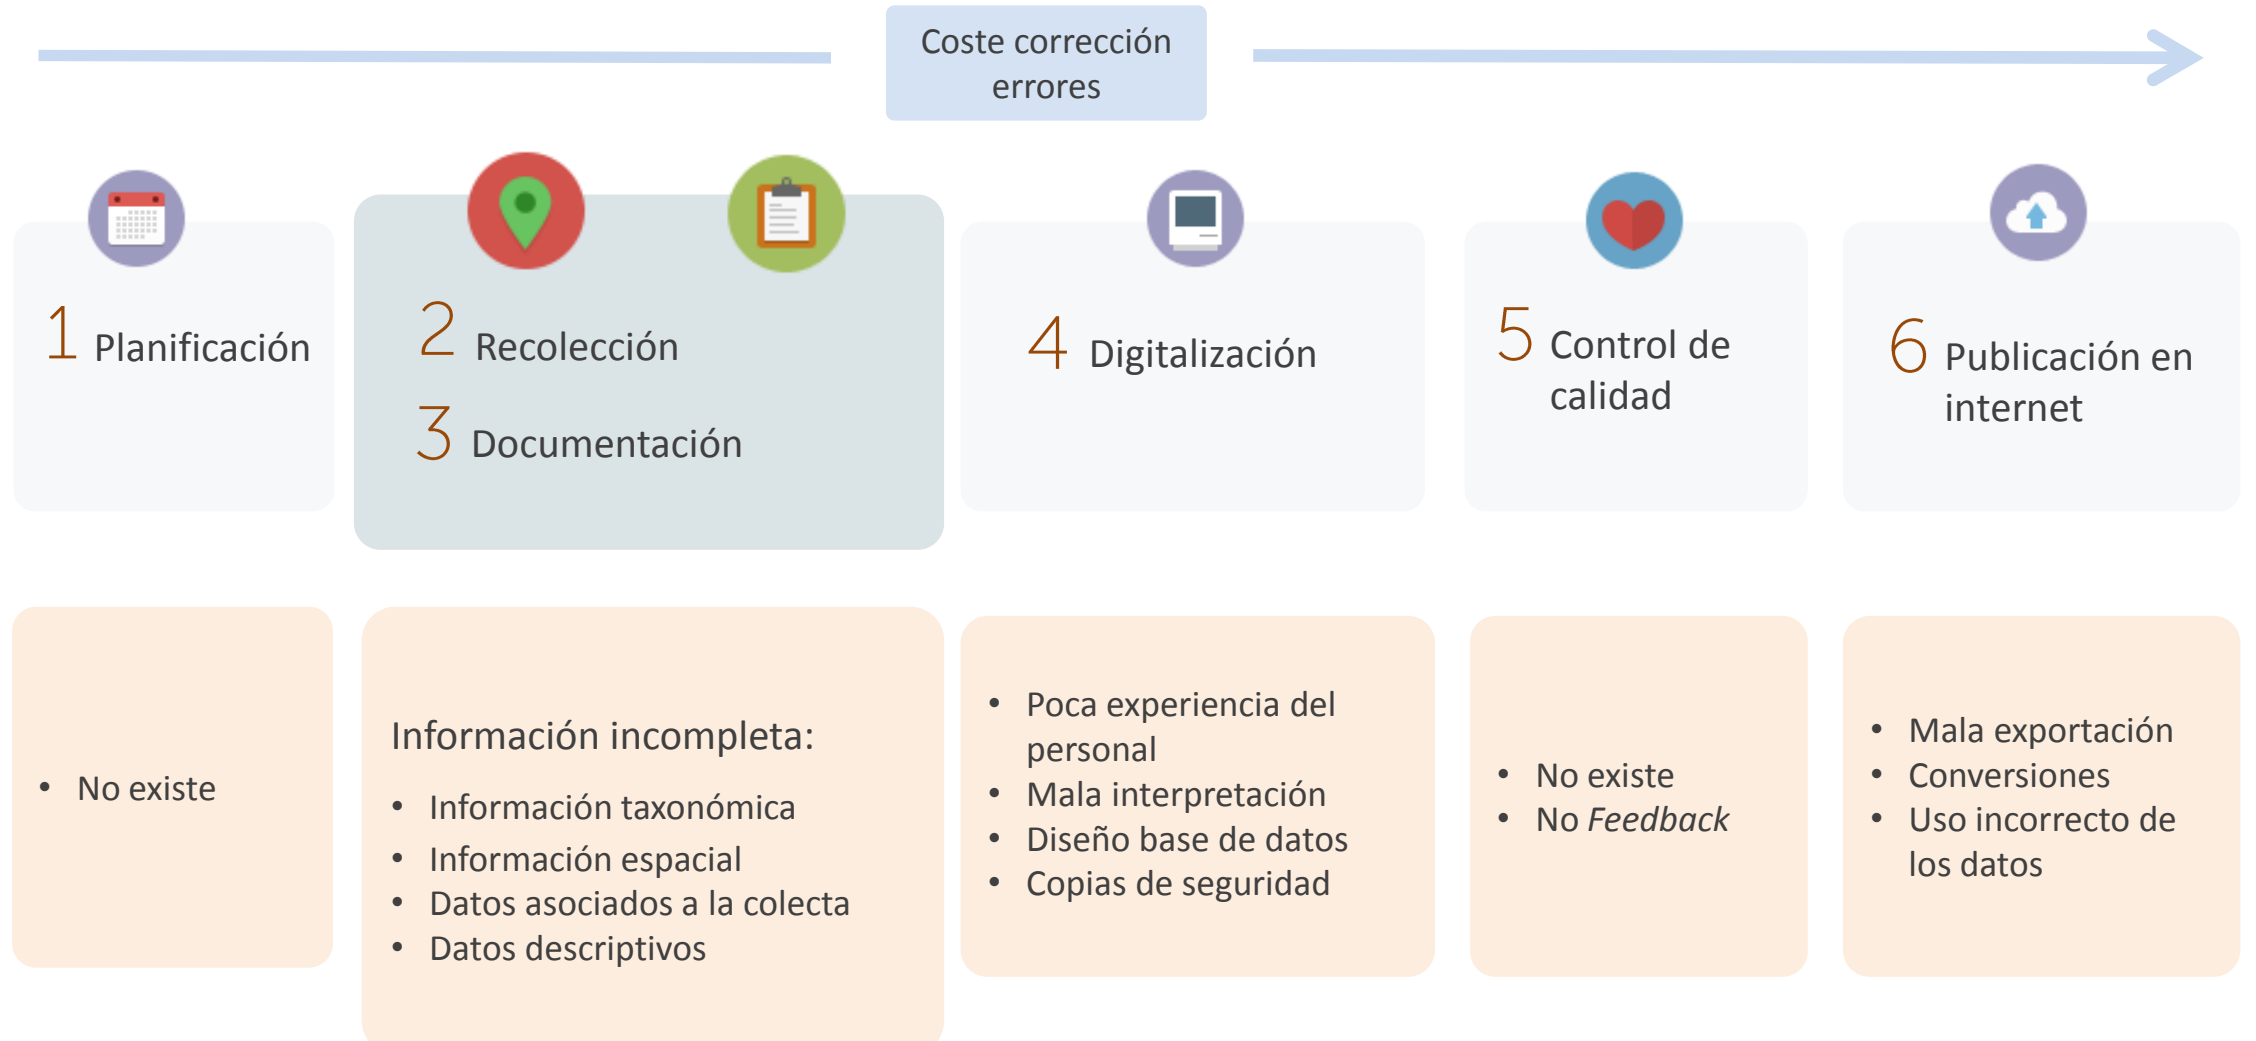 Coste corrección
errores
1 Planificación
2 Recolección
3 Documentación
4 Digitalización
5 Control de
calidad
6 Publicación en
internet
• No existe
Información incompleta:
• Información taxonómica
• Información espacial
• Datos asociados a la colecta
• Datos descriptivos
• Poca experiencia del
personal
• Mala interpretación
• Diseño base de datos
• Copias de seguridad
• No existe
• No Feedback
• Mala exportación
• Conversiones
• Uso incorrecto de
los datos